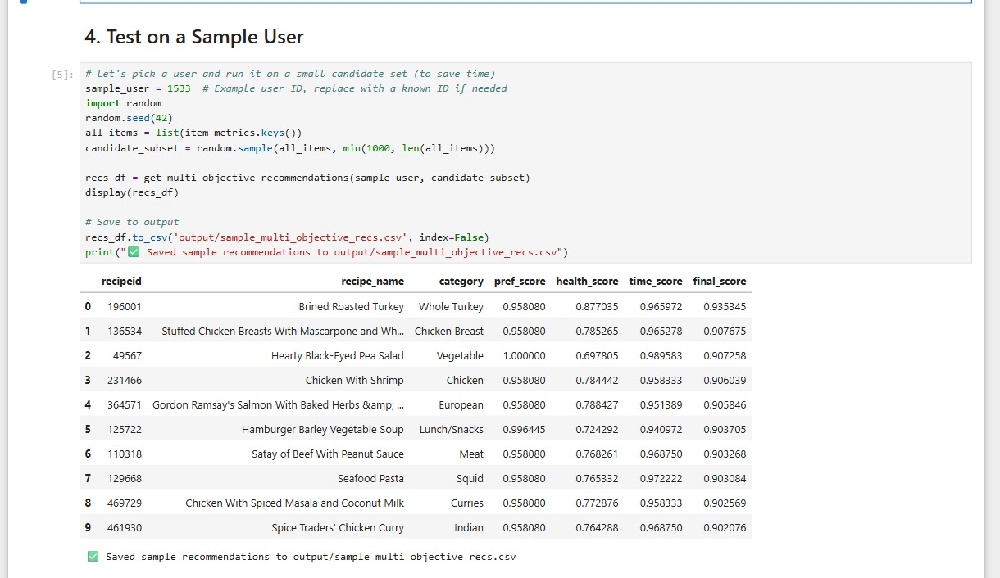 4. Test on a Sample User
[5]:
# Let's pick a user and run it on a small candidate set (to save time)
sample_user = 1533  # Example user ID, replace with a known ID if needed
import random
random.seed(42)
all_items = list(item_metrics.keys())
candidate_subset = random.sample(all_items, min(1000, len(all_items)))
recs_df = get_multi_objective_recommendations(sample_user, candidate_subset)
display(recs_df)
# Save to output
recs_df.to_csv('output/sample_multi_objective_recs.csv', index=False)
print("✅ Saved sample recommendations to output/sample_multi_objective_recs.csv")
recipeid recipe_name category pref_score health_score time_score final_score
0 196001 Brined Roasted Turkey Whole Turkey 0.958080 0.877035 0.965972 0.935345
1 136534 Stuffed Chicken Breasts With Mascarpone and Wh... Chicken Breast 0.958080 0.785265 0.965278 0.907675
2 49567 Hearty Black-Eyed Pea Salad Vegetable 1.000000 0.697805 0.989583 0.907258
3 231466 Chicken With Shrimp Chicken 0.958080 0.784442 0.958333 0.906039
4 364571 Gordon Ramsay's Salmon With Baked Herbs &amp; ... European 0.958080 0.788427 0.951389 0.905846
5 125722 Hamburger Barley Vegetable Soup Lunch/Snacks 0.996445 0.724292 0.940972 0.903705
6 110318 Satay of Beef With Peanut Sauce Meat 0.958080 0.768261 0.968750 0.903268
7 129668 Seafood Pasta Squid 0.958080 0.765332 0.972222 0.903084
8 469729 Chicken With Spiced Masala and Coconut Milk Curries 0.958080 0.772876 0.958333 0.902569
9 461930 Spice Traders' Chicken Curry Indian 0.958080 0.764288 0.968750 0.902076
✅ Saved sample recommendations to output/sample_multi_objective_recs.csv